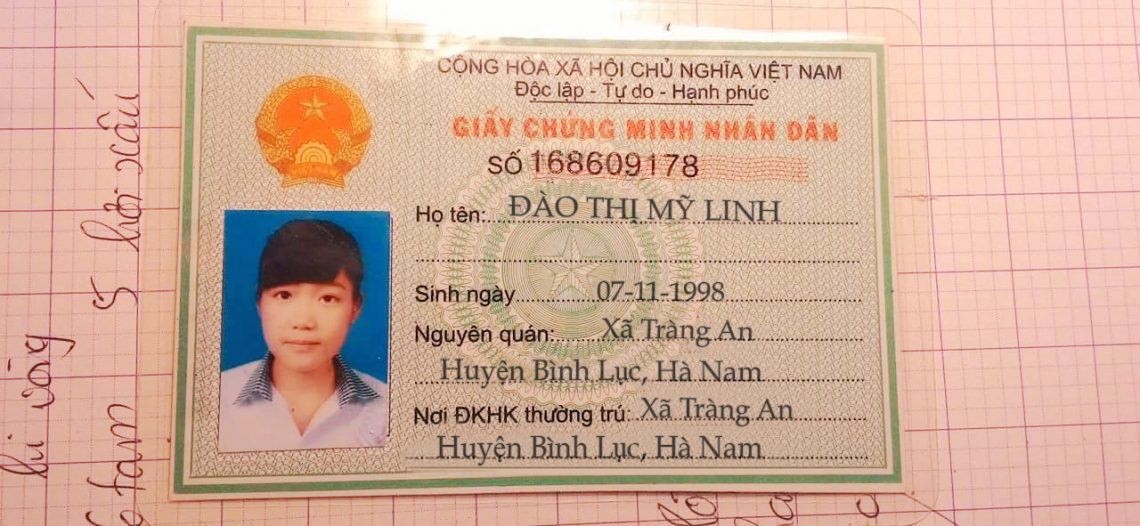 CỘNG HÒA XÃ HỘI CHỦ NGHĨA VIỆT NAM
Độc lập - Tự do - Hạnh phúc
GIẤY CHỨNG MINH NHÂN DÂN
SỐ 168609178
VIỆT NAM
Họ tên: ĐÀO THỊ MỸ LINH
Sinh ngày 07-11-1998
Nguyên quán: Xã Tràng An
Huyện Bình Lục, Hà Nam
Nơi ĐKHK thường trú: Xã Tràng An
Huyện Bình Lục, Hà Nam